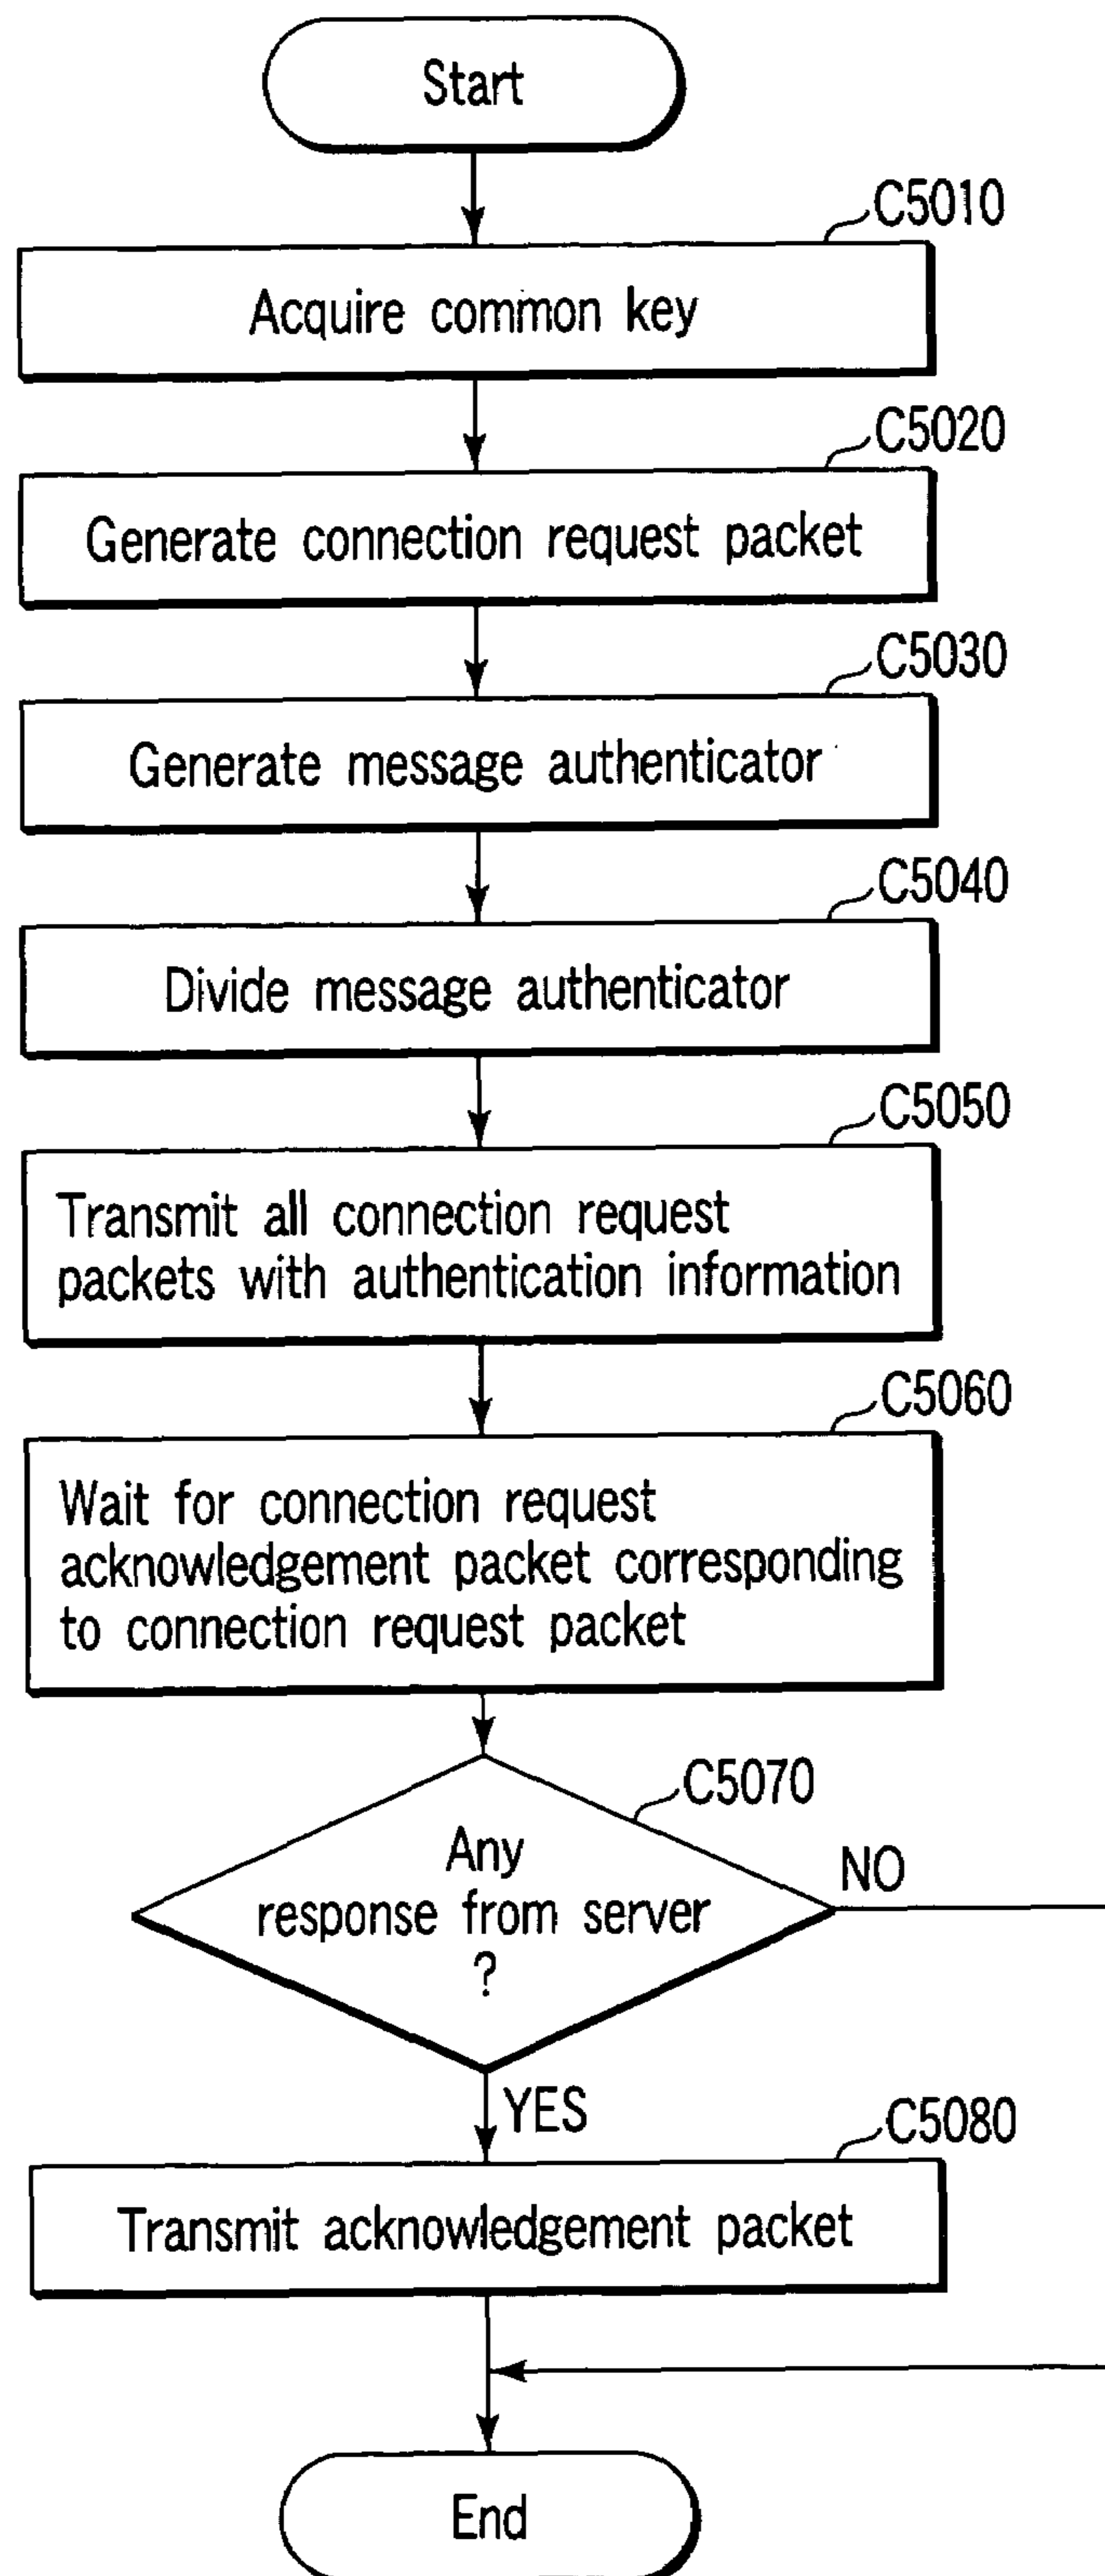 Start
C5010
Acquire common key
C5020
Generate connection request packet
C5030
Generate message authenticator
C5040
Divide message authenticator
C5050
Transmit all connection request
packets with authentication information
C5060
Wait for connection request
acknowledgement packet corresponding
to connection request packet
C5070
Any
response from server
?
NO
YES
C5080
Transmit acknowledgement packet
End